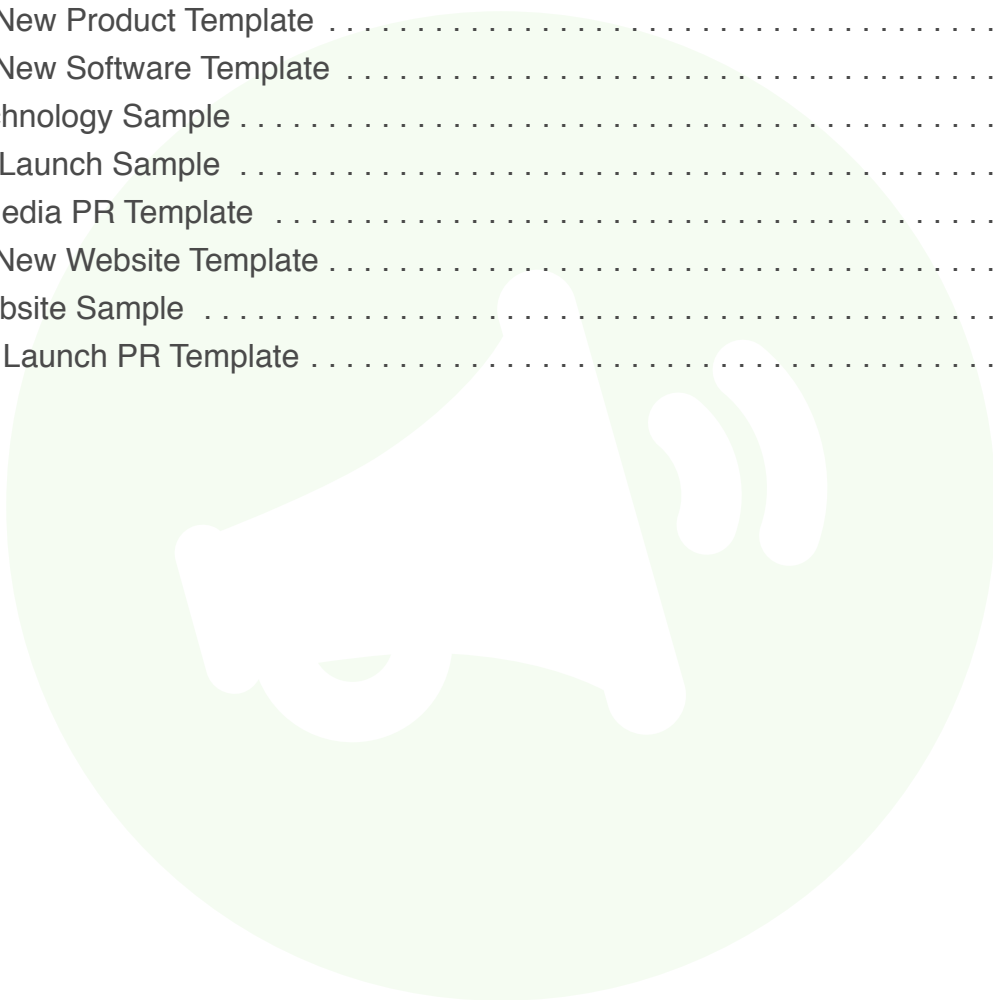 New Product Template . . . . . . . . . . . . . . . . . . . . . . . . . . . . . . . . . . . . . .
New Software Template . . . . . . . . . . . . . . . . . . . . . . . . . . . . . . . . . . . . .
hnology Sample . . . . . . . . . . . . . . . . . . . . . . . . . . . . . . . . . . . . . . . . . . .
Launch Sample . . . . . . . . . . . . . . . . . . . . . . . . . . . . . . . . . . . . . . . . . . .
edia PR Template . . . . . . . . . . . . . . . . . . . . . . . . . . . . . . . . . . . . . . . . .
New Website Template . . . . . . . . . . . . . . . . . . . . . . . . . . . . . . . . . . . . . .
bsite Sample . . . . . . . . . . . . . . . . . . . . . . . . . . . . . . . . . . . . . . . . . . . . .
Launch PR Template . . . . . . . . . . . . . . . . . . . . . . . . . . . . . . . . . . . . . . .